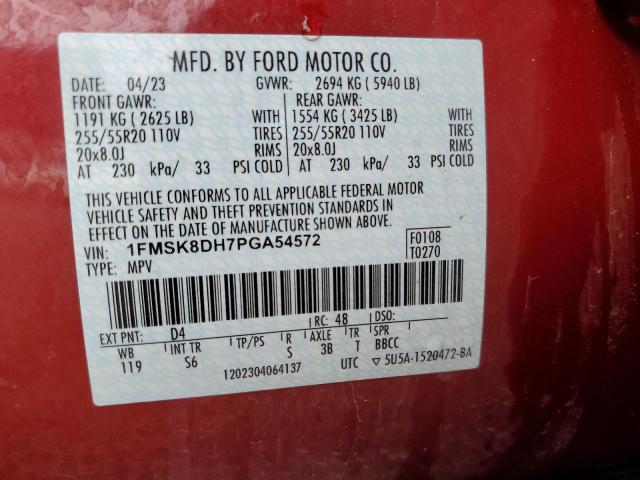 MFD. BY FORD MOTOR CO.
DATE: 04/23 GVWR: 2694 KG ( 5940 LB)
FRONT GAWR: REAR GAWR:
1191 KG ( 2625 LB) WITH 1554 KG ( 3425 LB) WITH
255/55R20 110V TIRES 255/55R20 110V TIRES
20x8.0J RIMS 20x8.0J RIMS
AT 230 kPa/ 33 PSI COLD AT 230 kPa/ 33 PSI COLD
THIS VEHICLE CONFORMS TO ALL APPLICABLE FEDERAL MOTOR
VEHICLE SAFETY AND THEFT PREVENTION STANDARDS IN
EFFECT ON THE DATE OF MANUFACTURE SHOWN ABOVE.
VIN: 1FMSK8DH7PGA54572 F0108
TYPE: MPV T0270
EXT PNT: D4 RC: 48 DSO:
WB INT TR TP/PS R AXLE TR SPR
119 S6 S 3B T BBCC
1202304064137 UTC ▽ 5U5A-1520472-BA